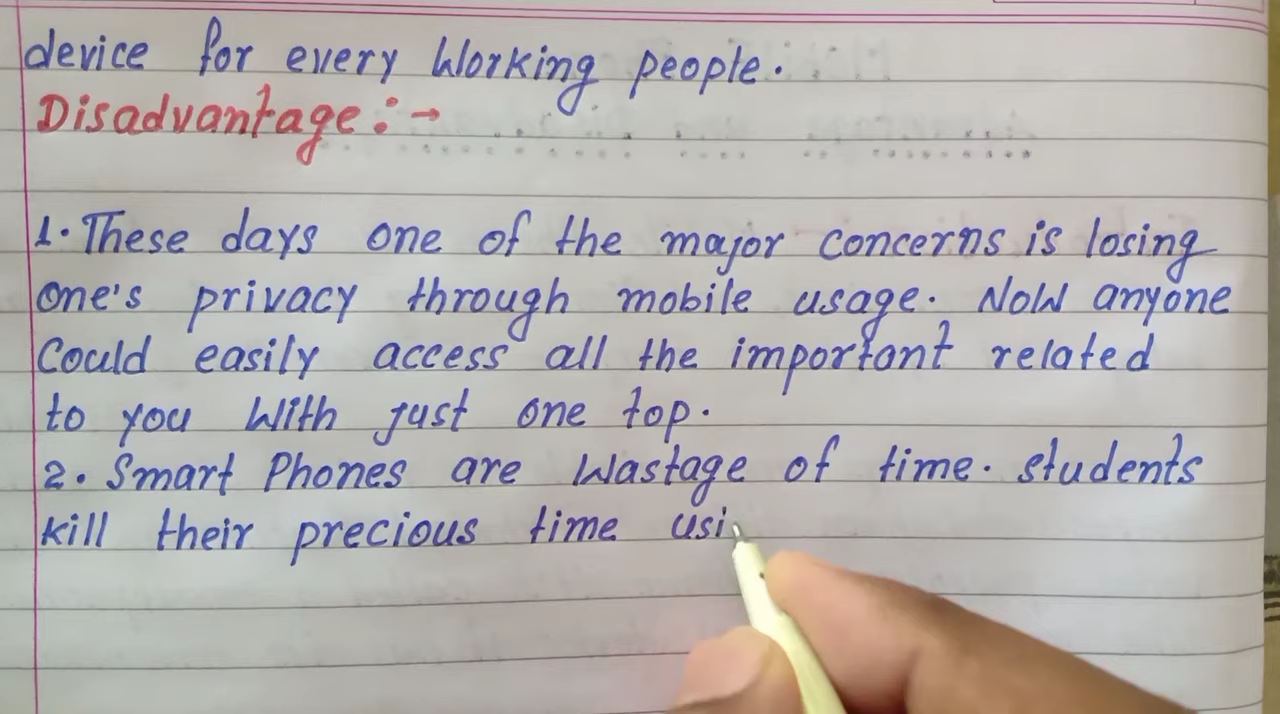 device for every Working people.
Disadvantage:→
1. These days one of the major concerns is losing
one's privacy through mobile usage. Now anyone
Could easily access all the important related
to you With just one top.
2. Smart Phones are Wastage of time. students
kill their precious time usi